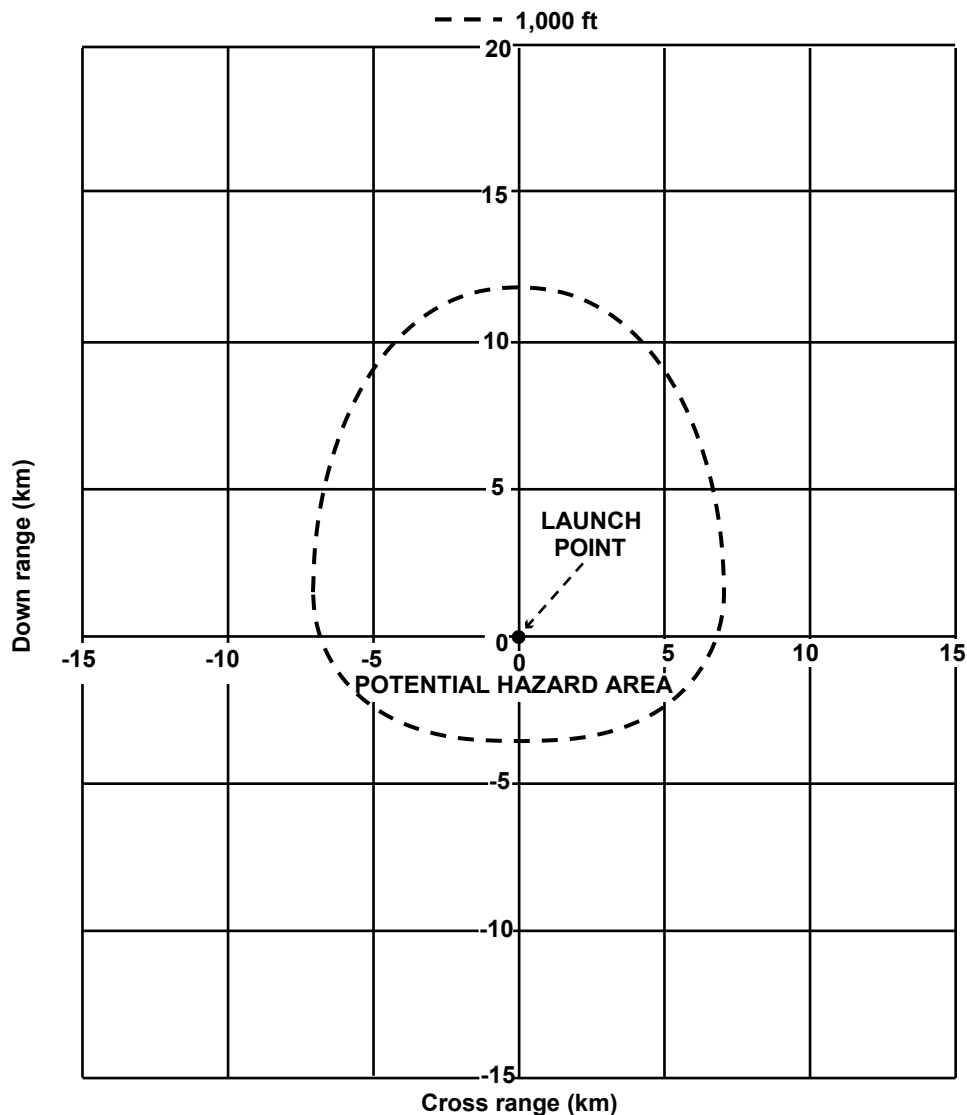 1,000 ft
20
15
10
5
LAUNCH
POINT
Down range (km)
0
-15 -10 -5 0 5 10 15
POTENTIAL HAZARD AREA
-5
-10
-15
Cross range (km)